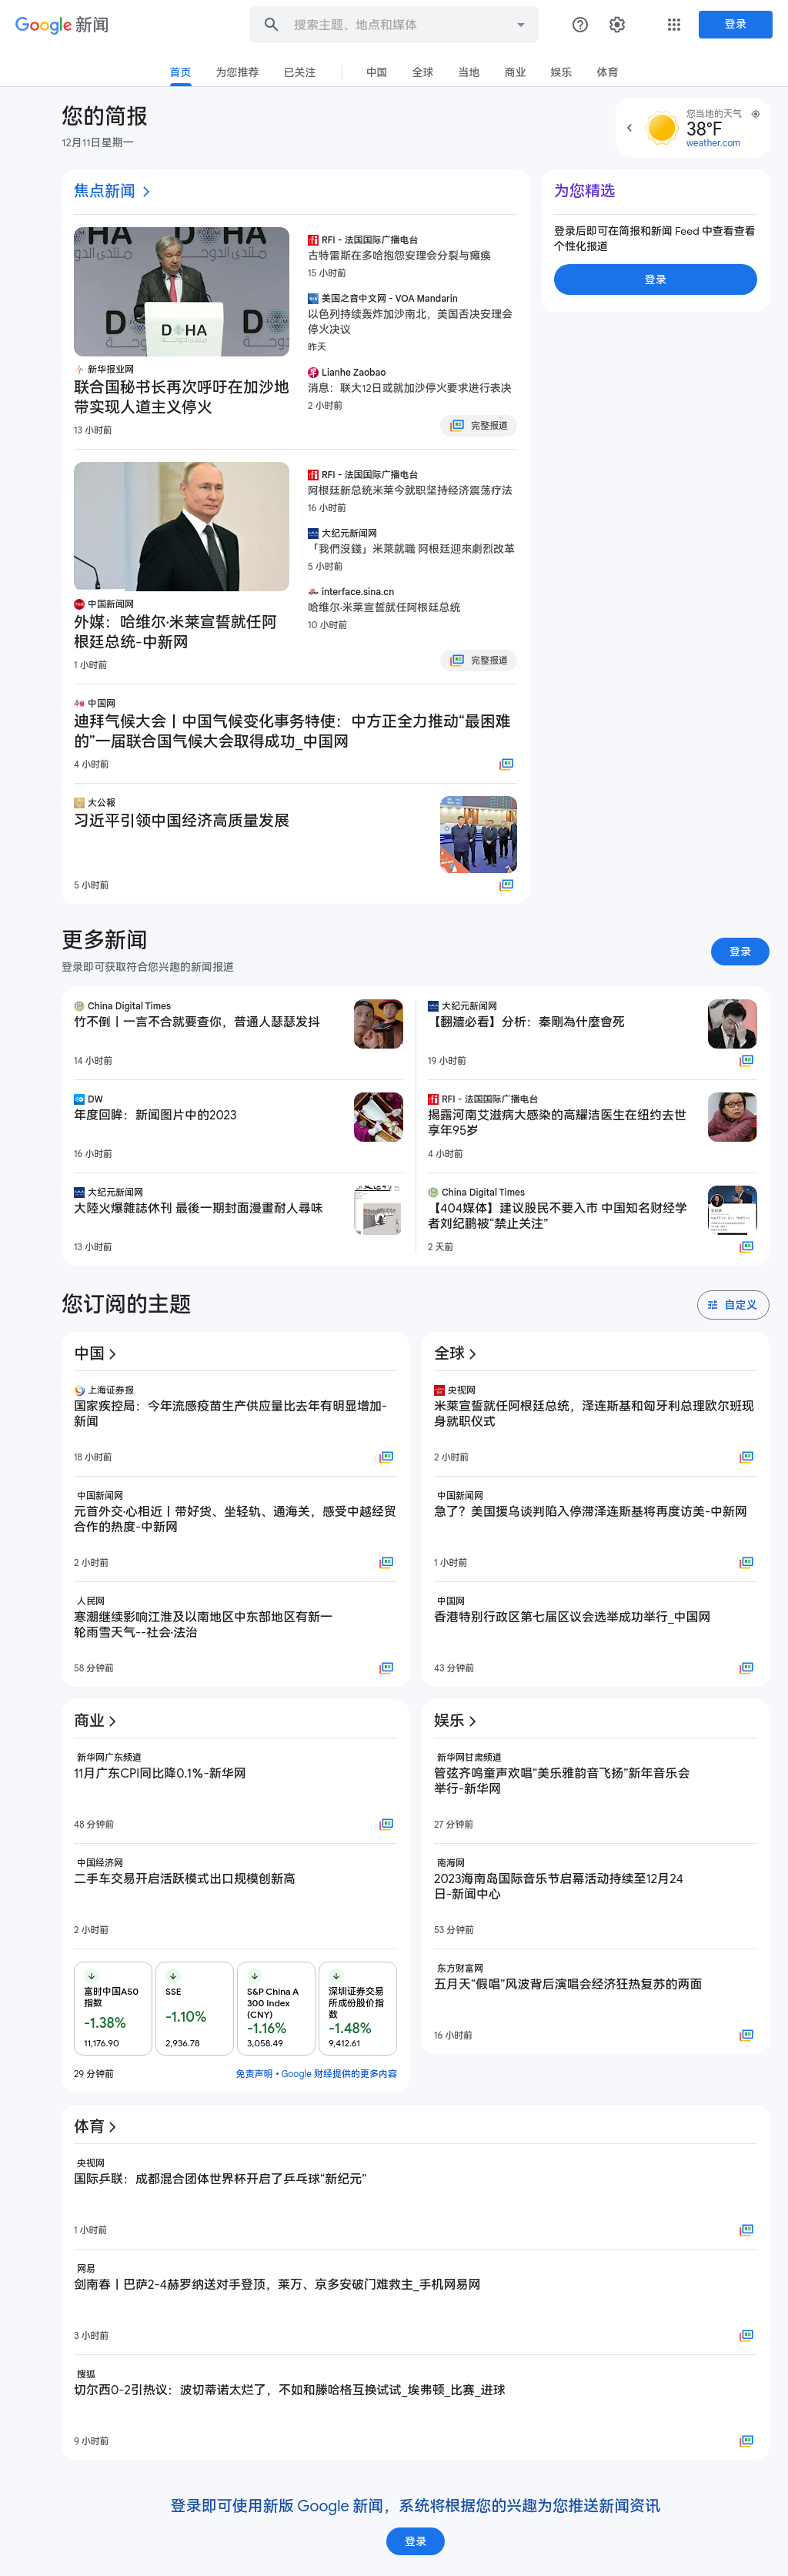 Google 新闻
搜索主题、地点和媒体
登录
首页 为您推荐 已关注 中国 全球 当地 商业 娱乐 体育
您的简报
12月11日星期一
您当地的天气
38°F
weather.com
焦点新闻
新华报业网
联合国秘书长再次呼吁在加沙地
带实现人道主义停火
13 小时前
RFI - 法国国际广播电台
古特雷斯在多哈抱怨安理会分裂与瘫痪
15 小时前
美国之音中文网 - VOA Mandarin
以色列持续轰炸加沙南北，美国否决安理会
停火决议
昨天
Lianhe Zaobao
消息：联大12日或就加沙停火要求进行表决
2 小时前
完整报道
中国新闻网
外媒：哈维尔·米莱宣誓就任阿
根廷总统-中新网
1 小时前
RFI - 法国国际广播电台
阿根廷新总统米莱今就职坚持经济震荡疗法
16 小时前
大纪元新闻网
「我們沒錢」米萊就職 阿根廷迎來劇烈改革
5 小时前
interface.sina.cn
哈维尔·米莱宣誓就任阿根廷总统
10 小时前
完整报道
中国网
迪拜气候大会丨中国气候变化事务特使：中方正全力推动“最困难
的”一届联合国气候大会取得成功_中国网
4 小时前
大公報
习近平引领中国经济高质量发展
5 小时前
为您精选
登录后即可在简报和新闻 Feed 中查看查看
个性化报道
登录
更多新闻
登录即可获取符合您兴趣的新闻报道
登录
China Digital Times
竹不倒丨一言不合就要查你，普通人瑟瑟发抖
14 小时前
DW
年度回眸：新闻图片中的2023
16 小时前
大纪元新闻网
大陸火爆雜誌休刊 最後一期封面漫畫耐人尋味
13 小时前
大纪元新闻网
【翻牆必看】分析：秦剛為什麼會死
19 小时前
RFI - 法国国际广播电台
揭露河南艾滋病大感染的高耀洁医生在纽约去世
享年95岁
4 小时前
China Digital Times
【404媒体】建议股民不要入市 中国知名财经学
者刘纪鹏被“禁止关注”
2 天前
您订阅的主题
自定义
中国
上海证券报
国家疾控局：今年流感疫苗生产供应量比去年有明显增加-
新闻
18 小时前
中国新闻网
元首外交·心相近丨带好货、坐轻轨、通海关，感受中越经贸
合作的热度-中新网
2 小时前
人民网
寒潮继续影响江淮及以南地区中东部地区有新一
轮雨雪天气--社会·法治
58 分钟前
全球
央视网
米莱宣誓就任阿根廷总统，泽连斯基和匈牙利总理欧尔班现
身就职仪式
2 小时前
中国新闻网
急了？美国援乌谈判陷入停滞泽连斯基将再度访美-中新网
1 小时前
中国网
香港特别行政区第七届区议会选举成功举行_中国网
43 分钟前
商业
新华网广东频道
11月广东CPI同比降0.1%-新华网
48 分钟前
中国经济网
二手车交易开启活跃模式出口规模创新高
2 小时前
富时中国A50
指数
-1.38%
11,176.90
SSE
-1.10%
2,936.78
S&P China A
300 Index
(CNY)
-1.16%
3,058.49
深圳证券交易
所成份股价指
数
-1.48%
9,412.61
29 分钟前
免责声明 • Google 财经提供的更多内容
娱乐
新华网甘肃频道
管弦齐鸣童声欢唱“美乐雅韵音飞扬”新年音乐会
举行-新华网
27 分钟前
南海网
2023海南岛国际音乐节启幕活动持续至12月24
日-新闻中心
53 分钟前
东方财富网
五月天“假唱”风波背后演唱会经济狂热复苏的两面
16 小时前
体育
央视网
国际乒联：成都混合团体世界杯开启了乒乓球“新纪元”
1 小时前
网易
剑南春丨巴萨2-4赫罗纳送对手登顶，莱万、京多安破门难救主_手机网易网
3 小时前
搜狐
切尔西0-2引热议：波切蒂诺太烂了，不如和滕哈格互换试试_埃弗顿_比赛_进球
9 小时前
登录即可使用新版 Google 新闻，系统将根据您的兴趣为您推送新闻资讯
登录